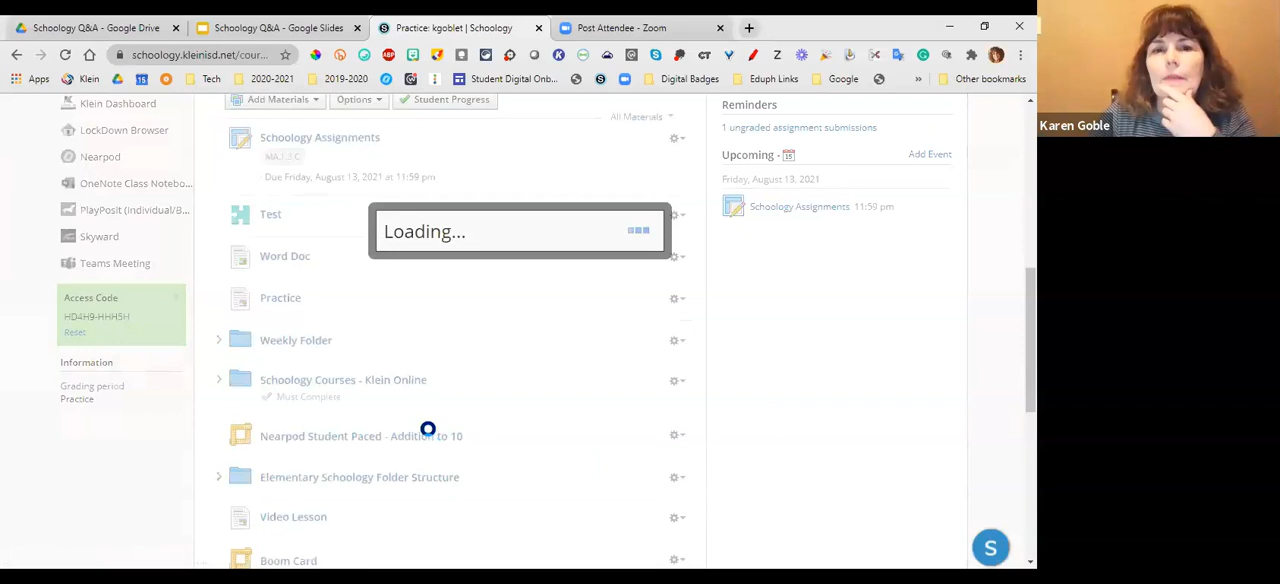 Schoology Q&A - Google Drive
Schoology Q&A - Google Slides
Practice: kgoblet | Schoology
Post Attendee - Zoom
schoology.kleinisd.net/cour...
Apps
Klein
Tech
2020-2021
2019-2020
Student Digital Onb...
Digital Badges
Eduph Links
Google
»
Other bookmarks
Karen Goble
Klein Dashboard
LockDown Browser
Nearpod
OneNote Class Notebo...
PlayPosit (Individual/B...
Skyward
Teams Meeting
Access Code
HD4H9-HHH5H
Reset
Information
Grading period
Practice
Add Materials
Options
Student Progress
All Materials
Schoology Assignments
Due Friday, August 13, 2021 at 11:59 pm
Test
Loading...
Word Doc
Practice
Weekly Folder
Schoology Courses - Klein Online
Must Complete
Nearpod Student Paced - Addition to 10
Elementary Schoology Folder Structure
Video Lesson
Boom Card
Reminders
1 ungraded assignment submissions
Upcoming ·
Add Event
Friday, August 13, 2021
Schoology Assignments 11:59 pm
S